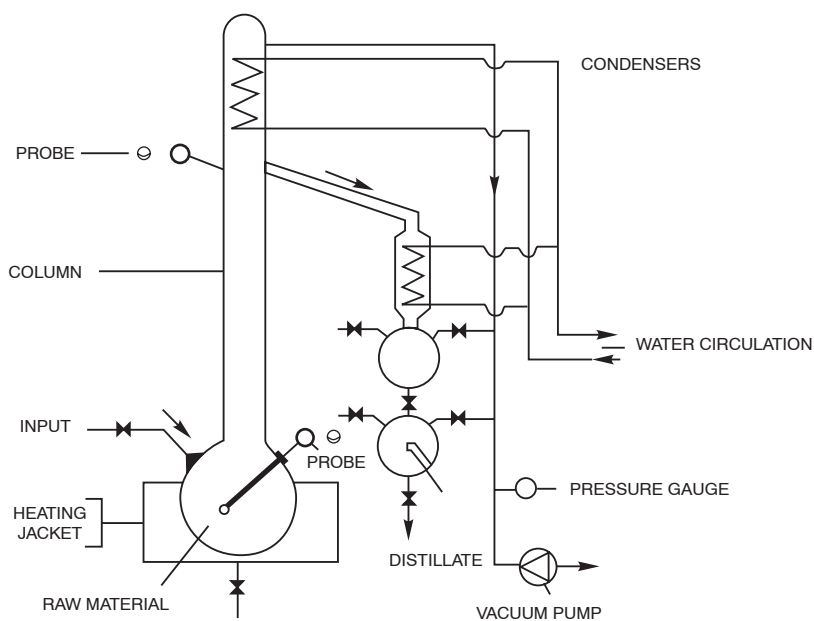 CONDENSERS
PROBE
COLUMN
WATER CIRCULATION
INPUT
PROBE
PRESSURE GAUGE
HEATING
JACKET
DISTILLATE
RAW MATERIAL
VACUUM PUMP